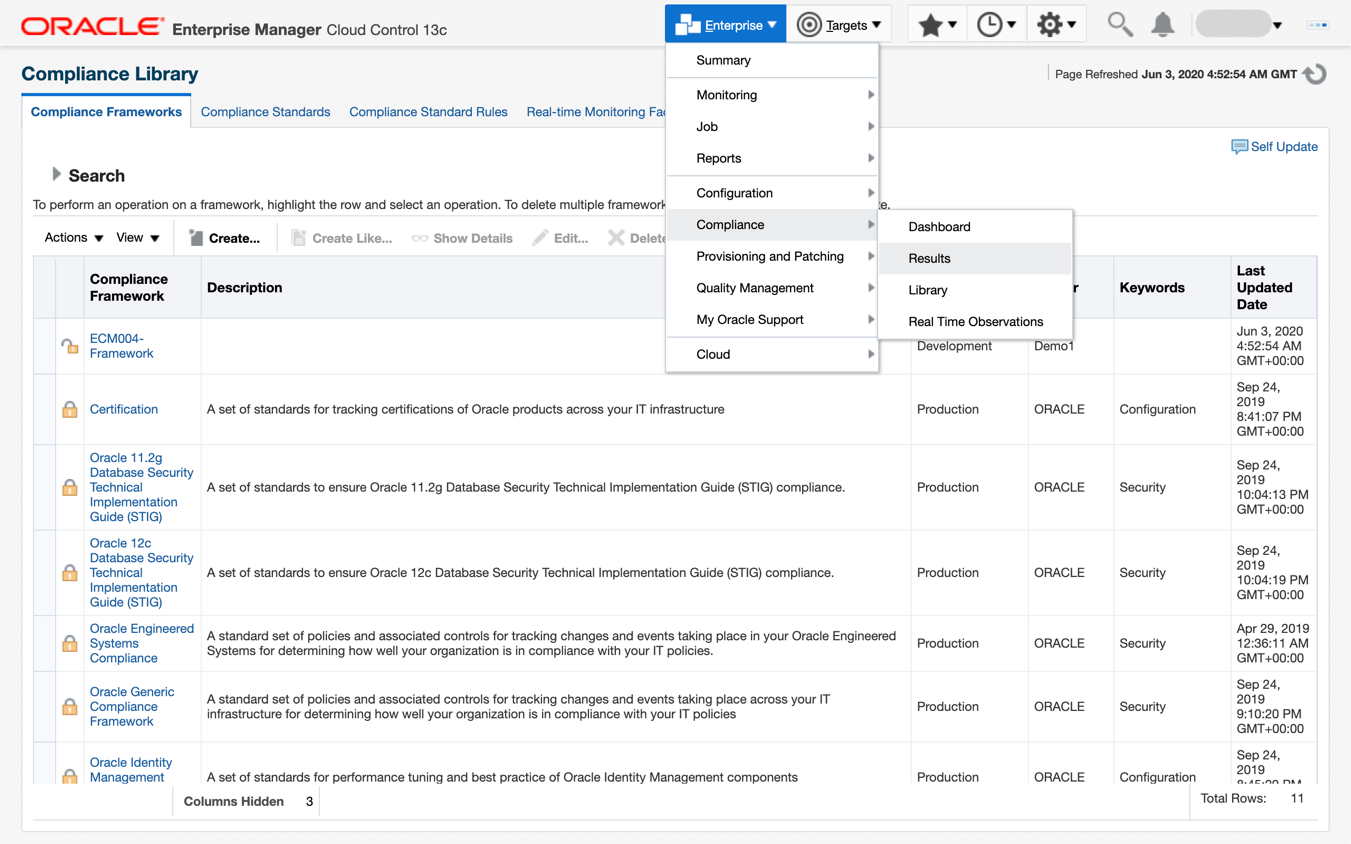 ORACLE Enterprise Manager Cloud Control 13c
Enterprise Targets
Compliance Library
Page Refreshed Jun 3, 2020 4:52:54 AM GMT
Compliance Frameworks Compliance Standards Compliance Standard Rules Real-time Monitoring Fac
Self Update
Search
To perform an operation on a framework, highlight the row and select an operation. To delete multiple framework
e.
Actions View Create... Create Like... Show Details Edit... Delete
Summary
Monitoring
Job
Reports
Configuration
Compliance
Provisioning and Patching
Quality Management
My Oracle Support
Cloud
Dashboard
Results
Library
Real Time Observations
Compliance
Framework
Description
r
Keywords
Last
Updated
Date
ECM004-
Framework
Development
Demo1
Jun 3, 2020
4:52:54 AM
GMT+00:00
Certification
A set of standards for tracking certifications of Oracle products across your IT infrastructure
Production
ORACLE
Configuration
Sep 24,
2019
8:41:07 PM
GMT+00:00
Oracle 11.2g
Database Security
Technical
Implementation
Guide (STIG)
A set of standards to ensure Oracle 11.2g Database Security Technical Implementation Guide (STIG) compliance.
Production
ORACLE
Security
Sep 24,
2019
10:04:13 PM
GMT+00:00
Oracle 12c
Database Security
Technical
Implementation
Guide (STIG)
A set of standards to ensure Oracle 12c Database Security Technical Implementation Guide (STIG) compliance.
Production
ORACLE
Security
Sep 24,
2019
10:04:19 PM
GMT+00:00
Oracle Engineered
Systems
Compliance
A standard set of policies and associated controls for tracking changes and events taking place in your Oracle Engineered
Systems for determining how well your organization is in compliance with your IT policies.
Production
ORACLE
Security
Apr 29, 2019
12:36:11 AM
GMT+00:00
Oracle Generic
Compliance
Framework
A standard set of policies and associated controls for tracking changes and events taking place across your IT
infrastructure for determining how well your organization is in compliance with your IT policies
Production
ORACLE
Security
Sep 24,
2019
9:10:20 PM
GMT+00:00
Oracle Identity
Management
A set of standards for performance tuning and best practice of Oracle Identity Management components
Production
ORACLE
Configuration
Sep 24,
2019
Columns Hidden 3
Total Rows: 11